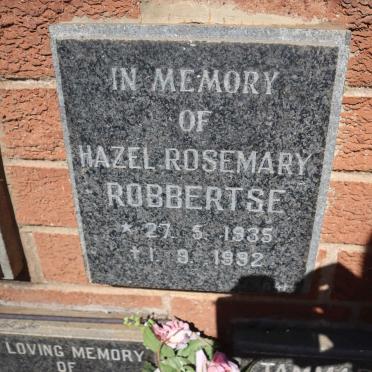 IN MEMORY
OF
HAZEL ROSEMARY
ROBBERTSE
* 27. 5. 1935
† 1. 9. 1992
LOVING MEMORY
OF